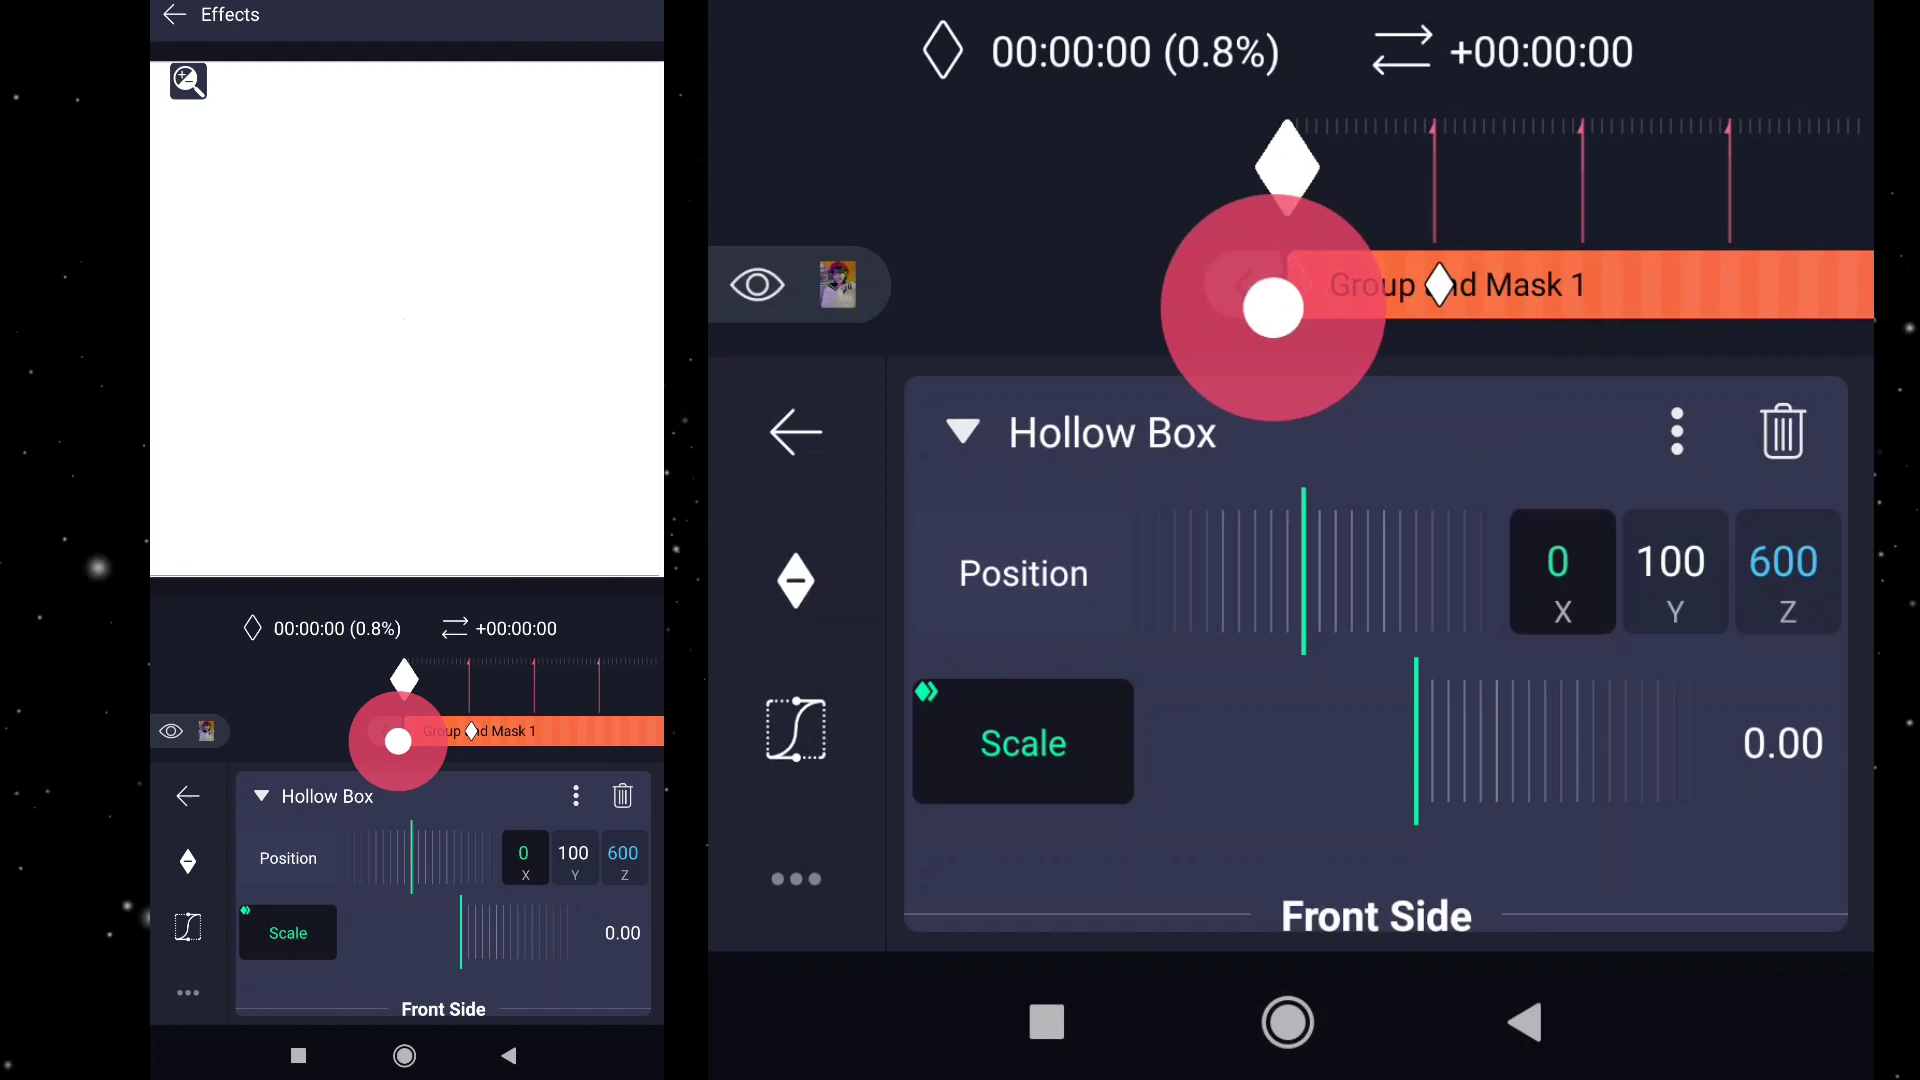 Effects
00:00:00 (0.8%) +00:00:00
Group and Mask 1
Hollow Box
Position 0 100 600
X Y Z
Scale 0.00
Front Side
00:00:00 (0.8%) +00:00:00
Group and Mask 1
Hollow Box
Position 0 100 600
X Y Z
Scale 0.00
Front Side